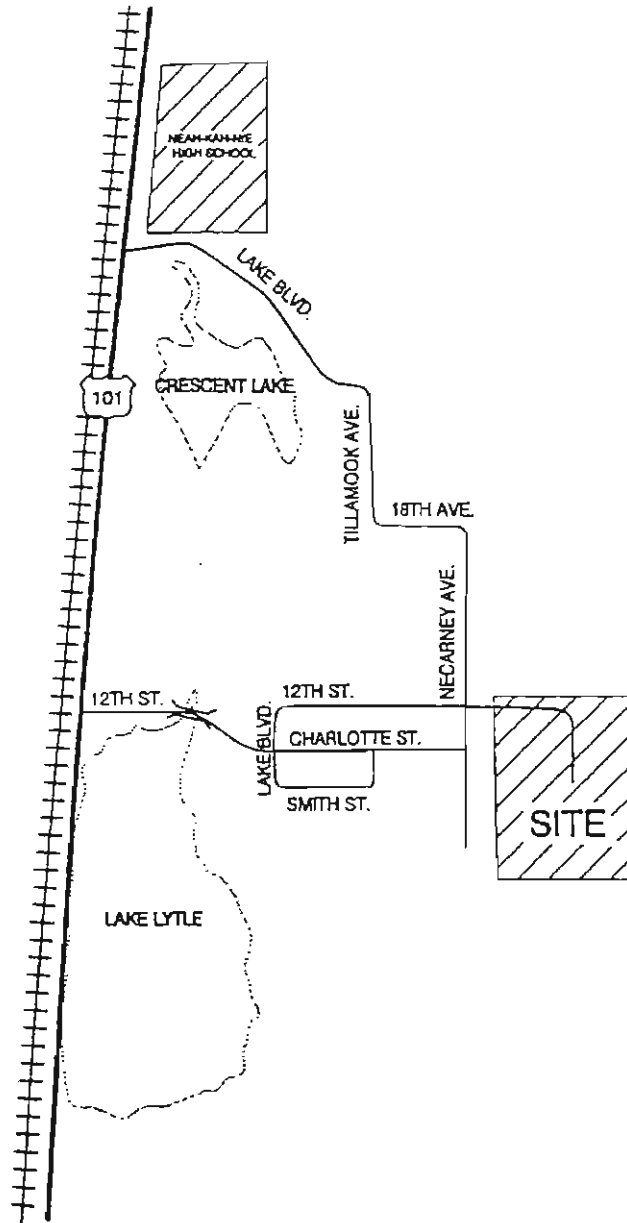 NEAH-KAH-NIE
HIGH SCHOOL
LAKE BLVD.
CRESCENT LAKE
101
TILLAMOOK AVE.
18TH AVE.
NECARNEY AVE.
12TH ST.
12TH ST.
LAKE BLVD.
CHARLOTTE ST.
SMITH ST.
SITE
LAKE LYTLE